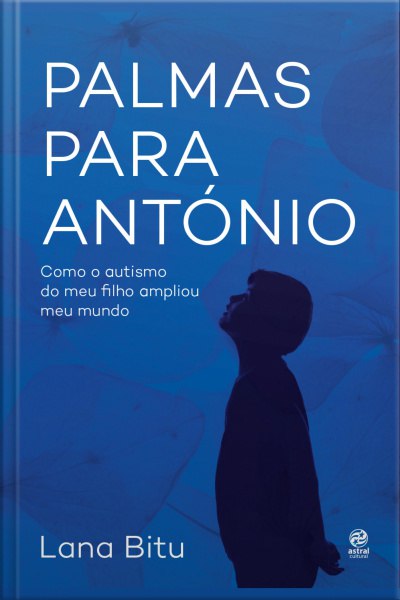 PALMAS
PARA
ANTÓNIO
Como o autismo
do meu filho ampliou
meu mundo
Lana Bitu
astral
cultural